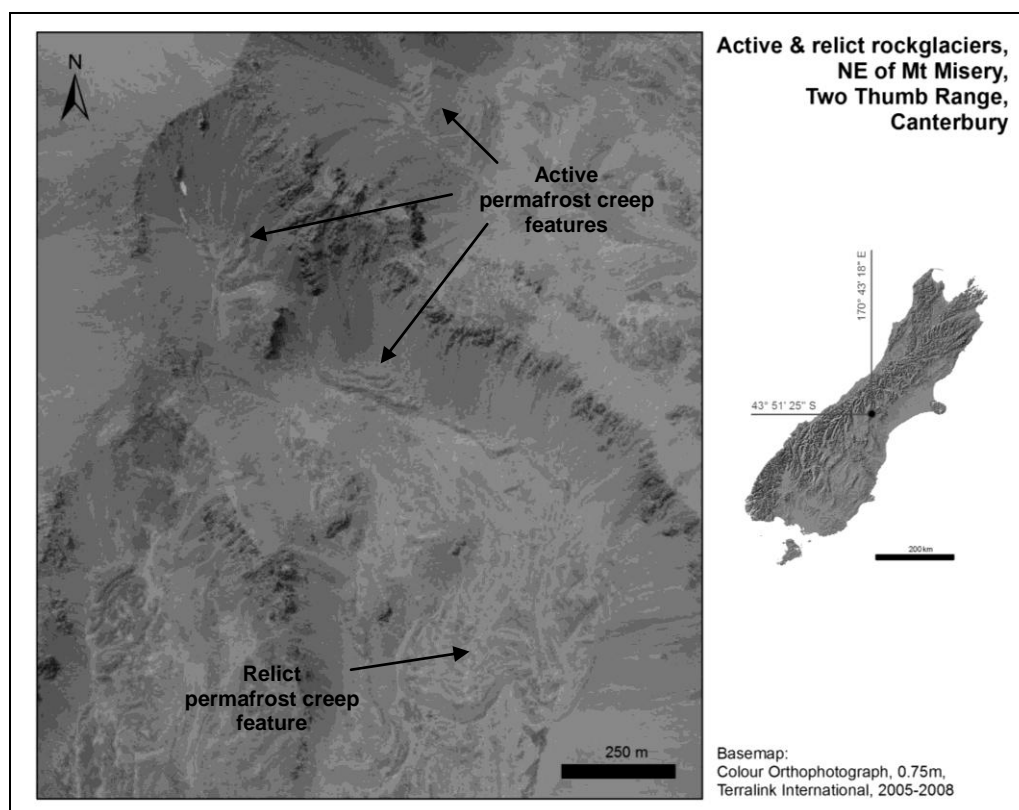 Active & relict rockglaciers,
NE of Mt Misery,
Two Thumb Range,
Canterbury
N
Active
permafrost creep
features
170° 43' 18" E
43° 51' 25" S
200km
Relict
permafrost creep
feature
250 m
Basemap:
Colour Orthophotograph, 0.75m,
Terralink International, 2005-2008